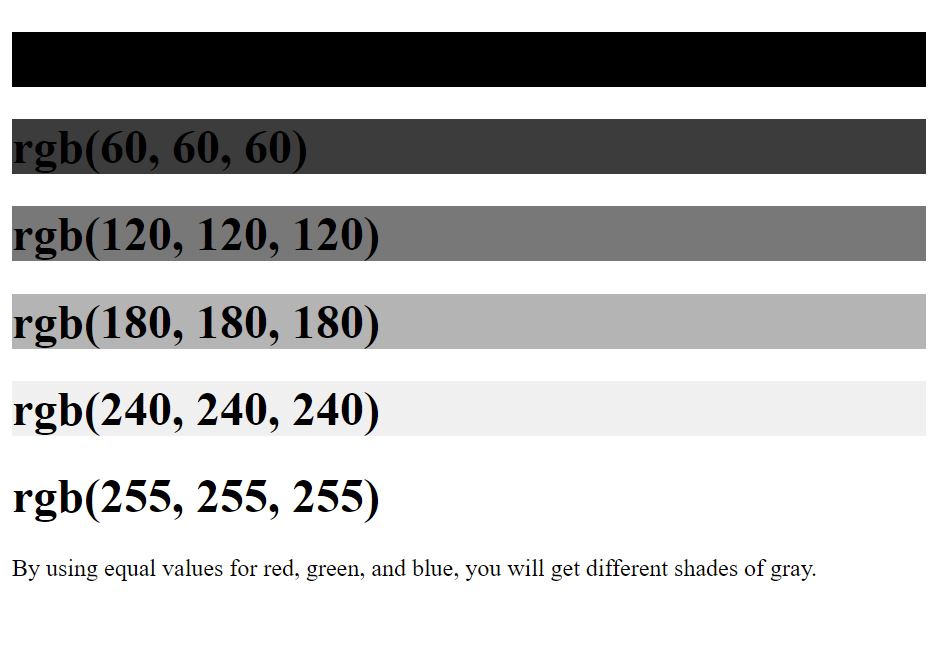 rgb(60, 60, 60)
rgb(120, 120, 120)
rgb(180, 180, 180)
rgb(240, 240, 240)
rgb(255, 255, 255)
By using equal values for red, green, and blue, you will get different shades of gray.